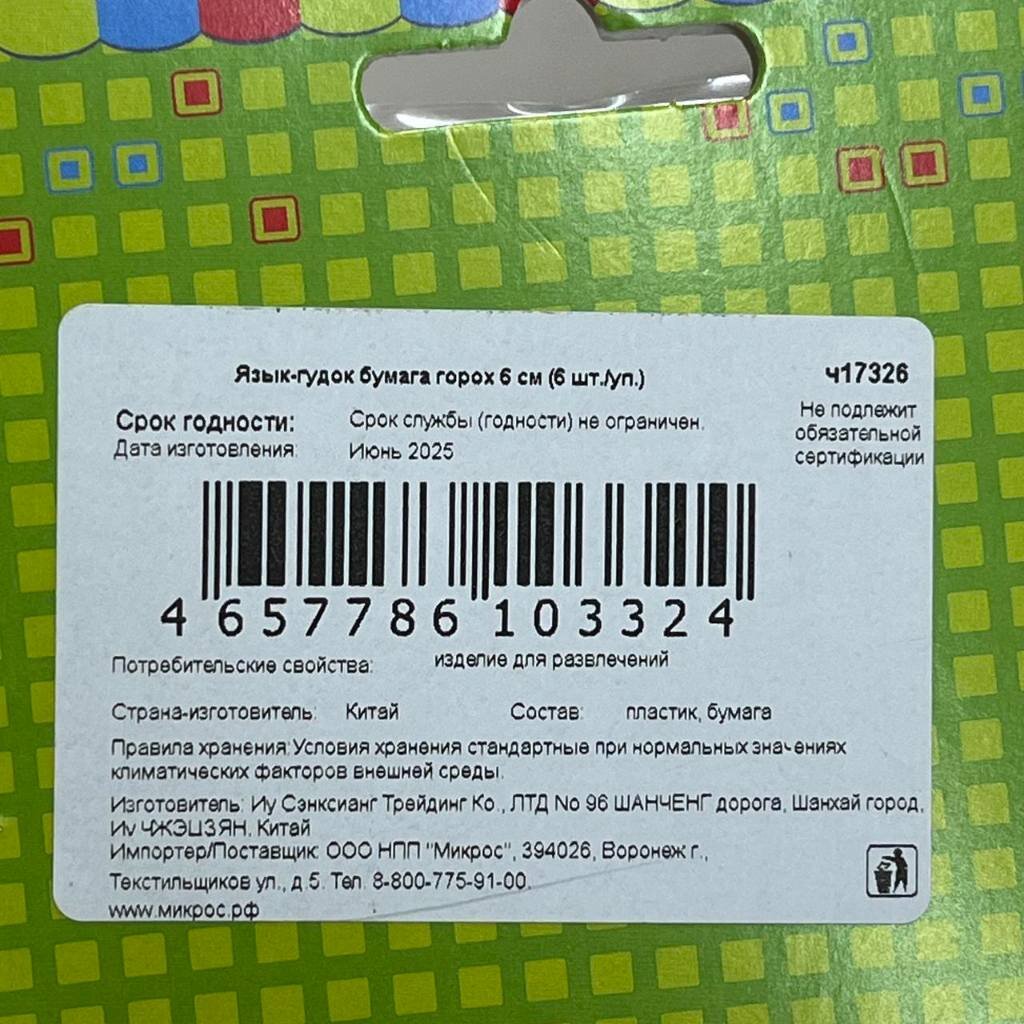 Язык-гудок бумага горох 6 см (6 шт./уп.)
ч17326
Срок годности: Срок службы (годности) не ограничен.
Дата изготовления: Июнь 2025
Не подлежит
обязательной
сертификации
4 657786 103324
Потребительские свойства: изделие для развлечений
Страна-изготовитель: Китай Состав: пластик, бумага
Правила хранения: Условия хранения стандартные при нормальных значениях
климатических факторов внешней среды.
Изготовитель: Иу Сэнксианг Трейдинг Ко., ЛТД No 96 ШАНЧЕНГ дорога, Шанхай город,
Иу ЧЖЭЦЗЯН, Китай
Импортер/Поставщик: ООО НПП "Микрос", 394026, Воронеж г.,
Текстильщиков ул., д.5. Тел. 8-800-775-91-00.
www.микрос.рф